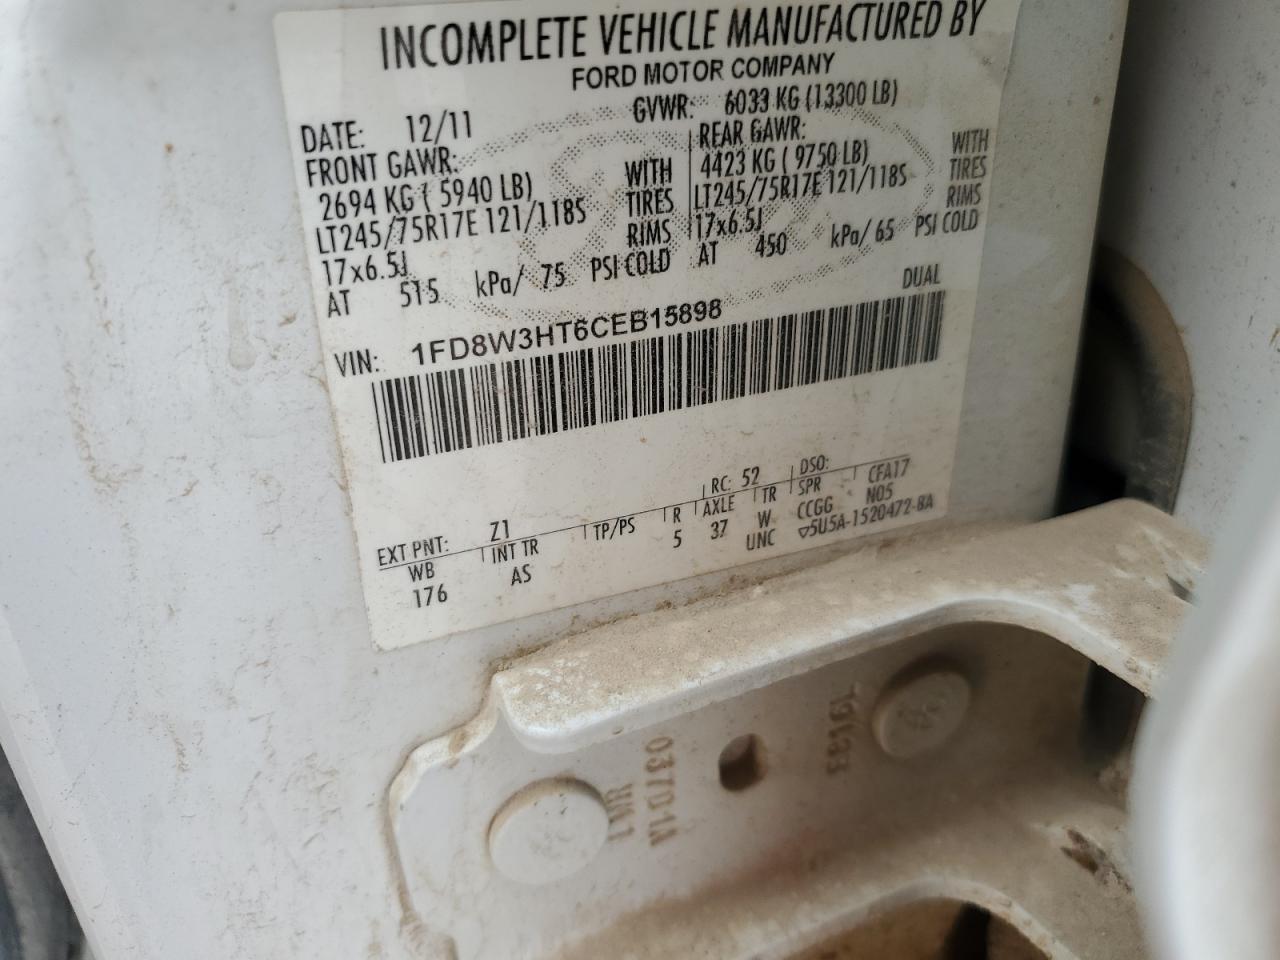 INCOMPLETE VEHICLE MANUFACTURED BY
FORD MOTOR COMPANY
DATE: 12/11 GVWR: 6033 KG (13300 LB)
FRONT GAWR: REAR GAWR:
2694 KG ( 5940 LB) WITH 4423 KG ( 9750 LB) WITH
LT245/75R17E 121/118S TIRES LT245/75R17E 121/118S TIRES
17x6.5J RIMS 17x6.5J RIMS
AT 515 kPa/ 75 PSI COLD AT 450 kPa/ 65 PSI COLD
DUAL
VIN: 1FD8W3HT6CEB15898
EXT PNT: Z1 RC: 52 DSO:
WB INT TR TP/PS R AXLE TR SPR CFA17
176 AS 5 37 W CCGG N05
UNC ▽5U5A-1520472-BA
0370-1A